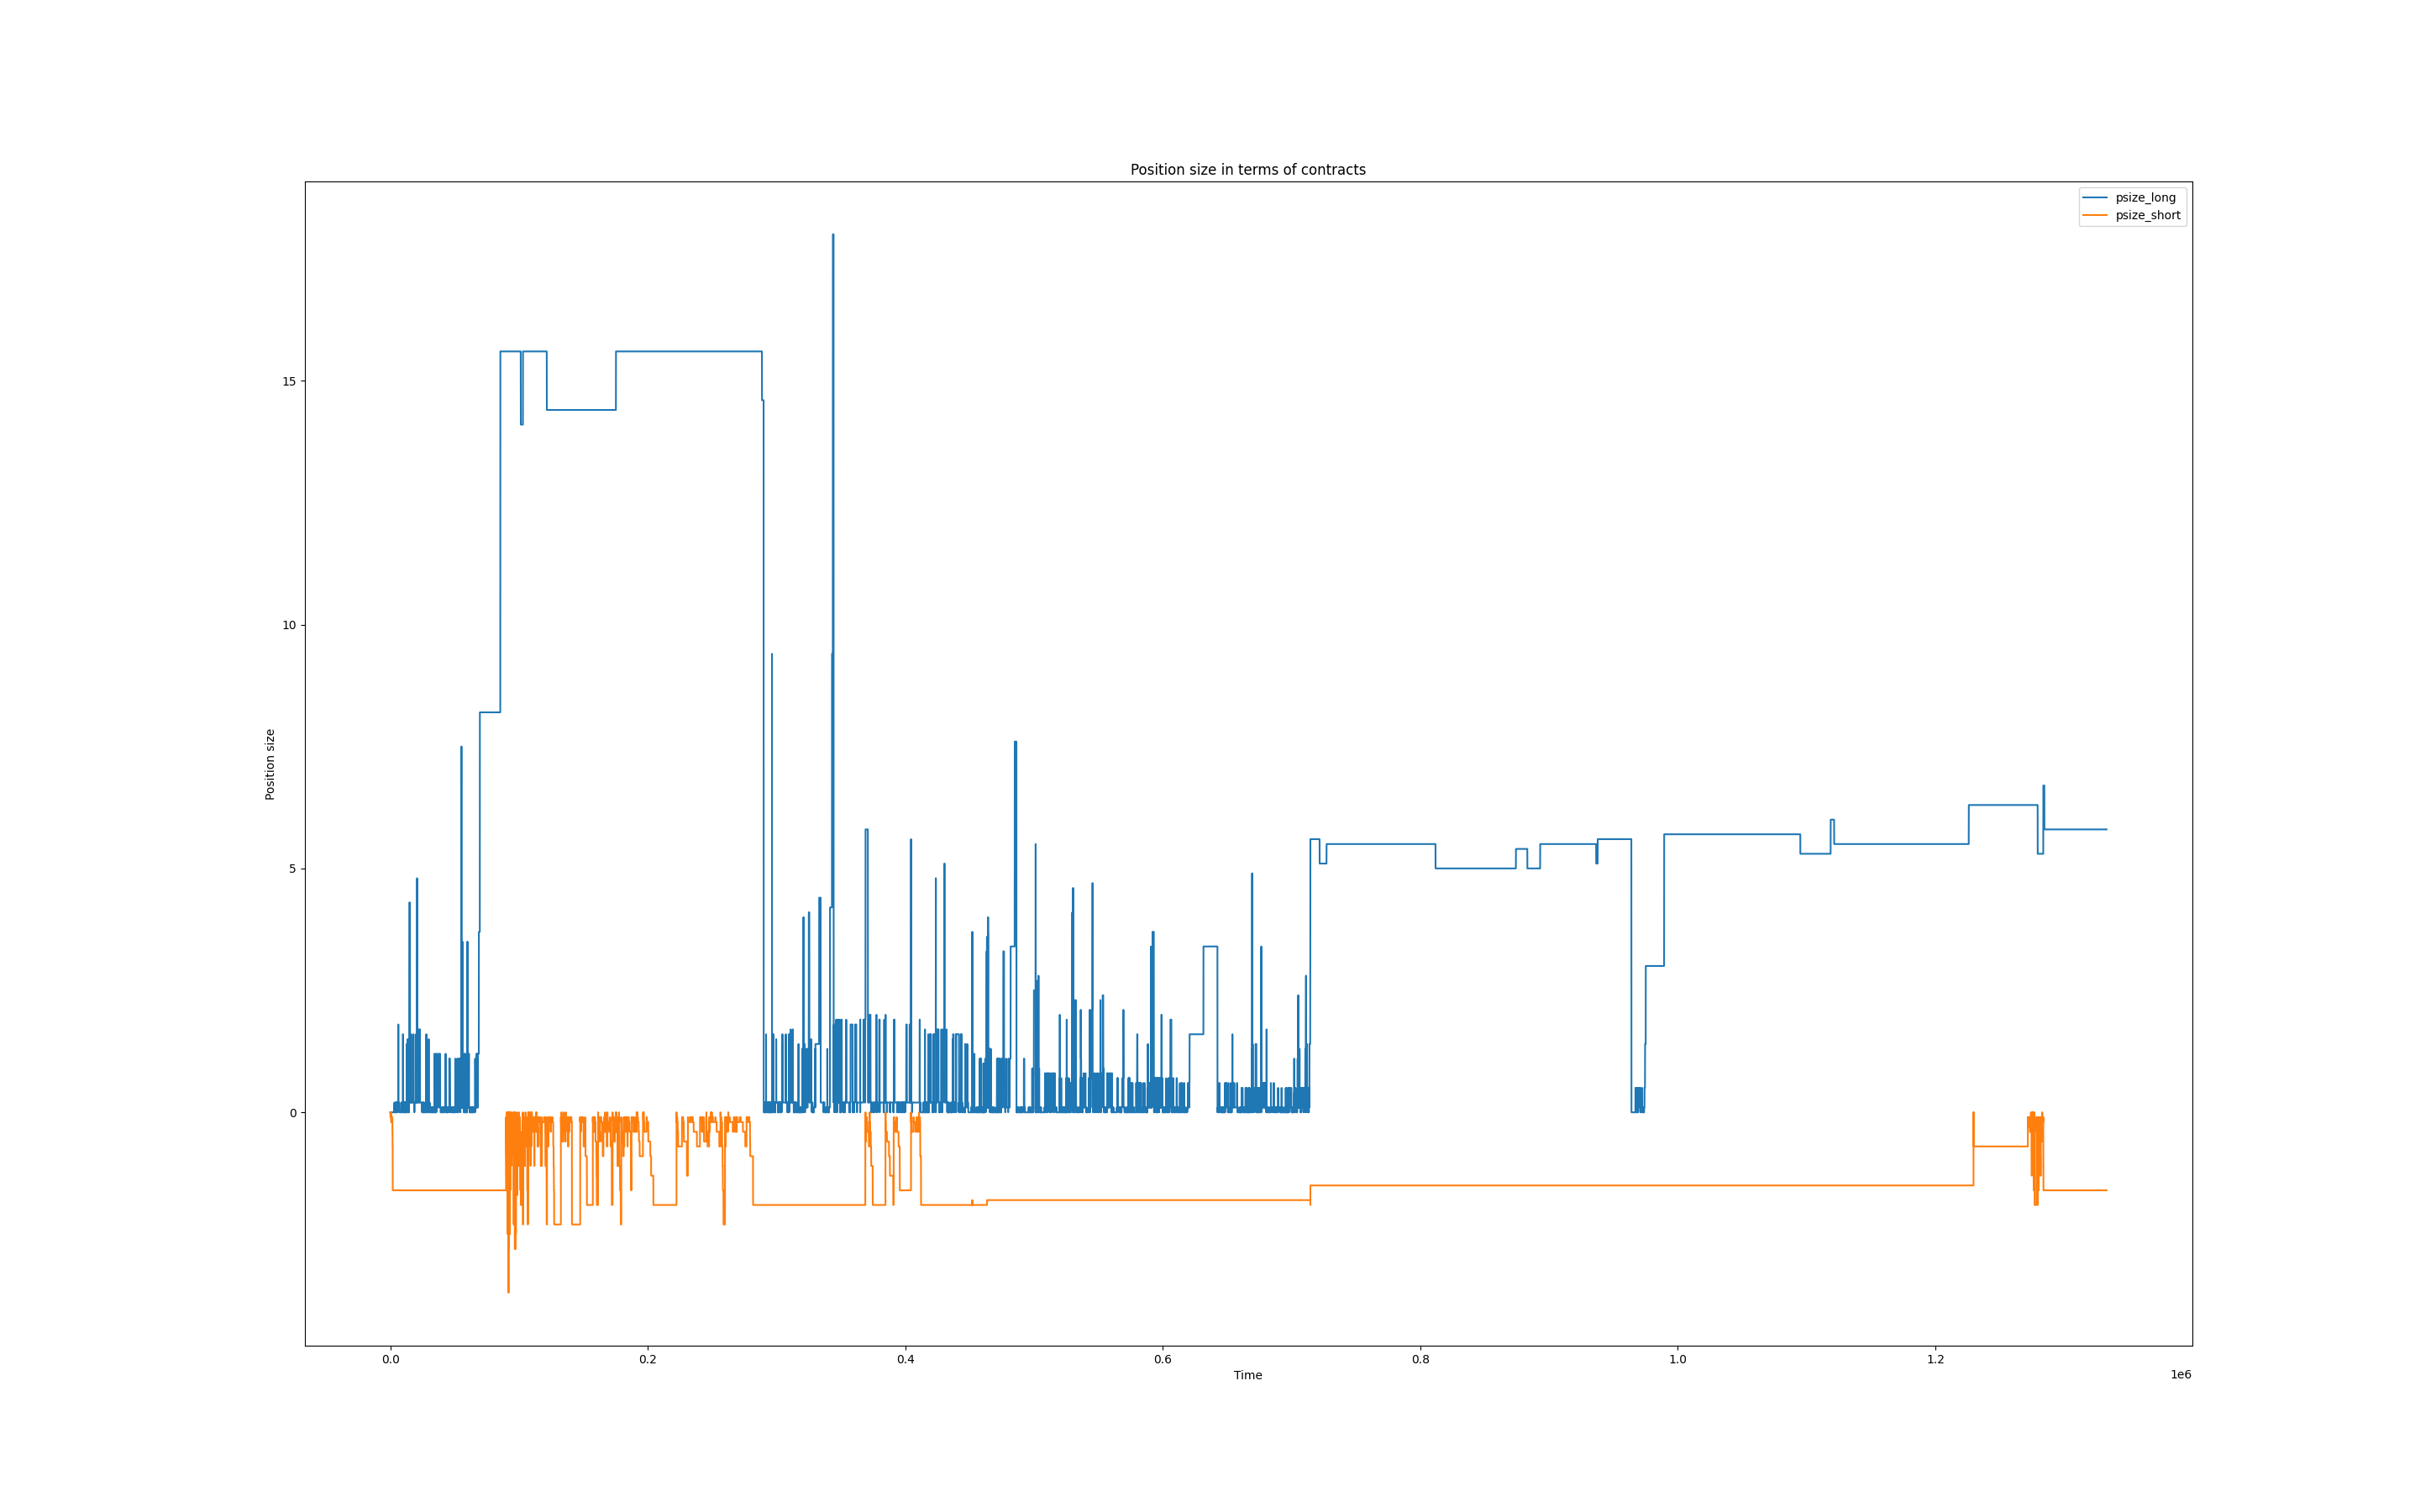 Position size in terms of contracts
psize_long
psize_short
15
10
5
0
Position size
0.0 0.2 0.4 0.6 0.8 1.0 1.2
Time
1e6